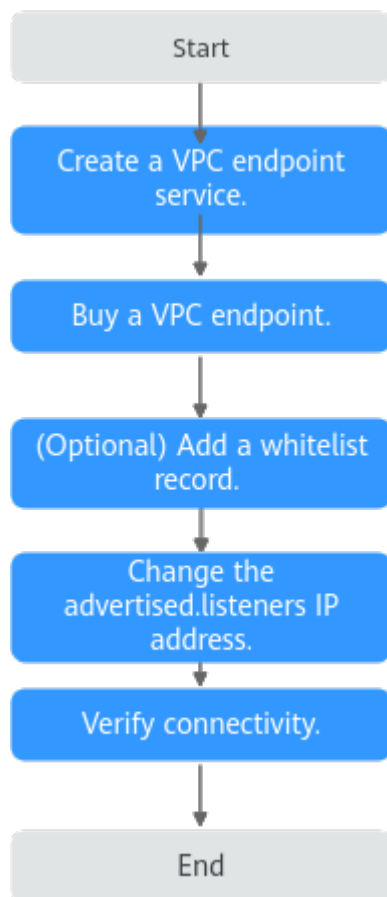 Start
Create a VPC endpoint
service.
Buy a VPC endpoint.
(Optional) Add a whitelist
record.
Change the
advertised.listeners IP
address.
Verify connectivity.
End